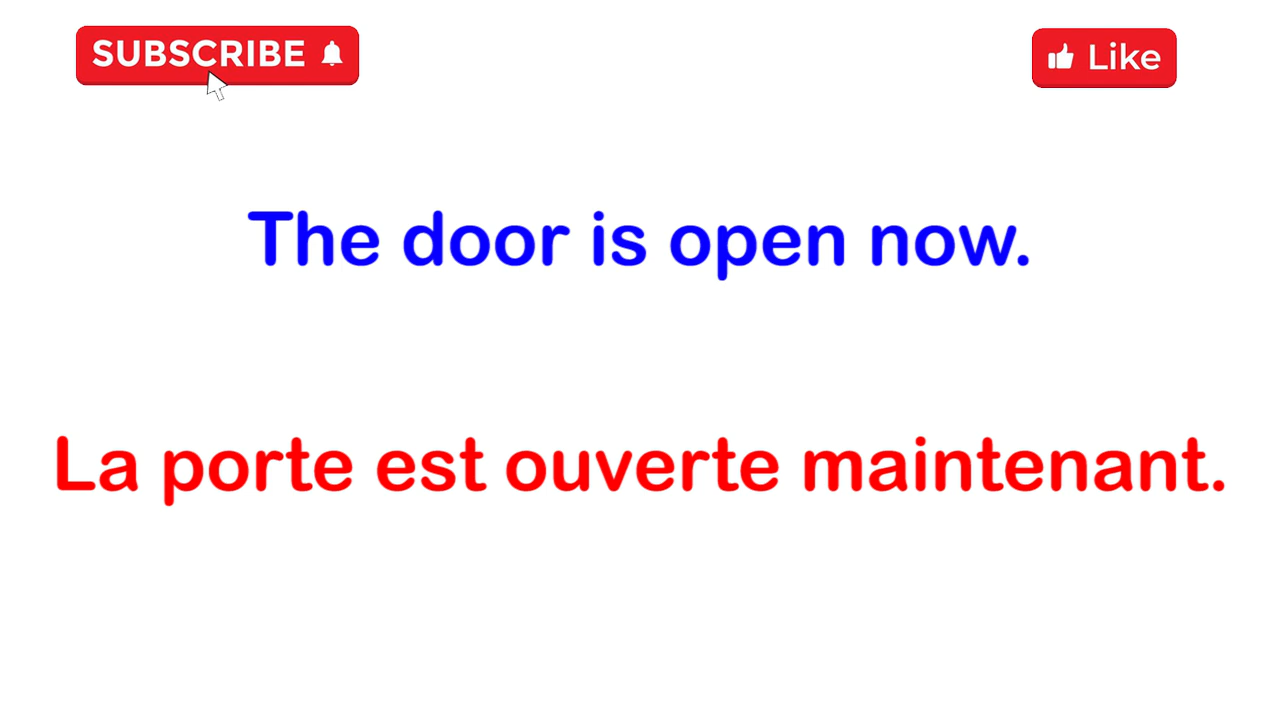 SUBSCRIBE
Like
The door is open now.
La porte est ouverte maintenant.